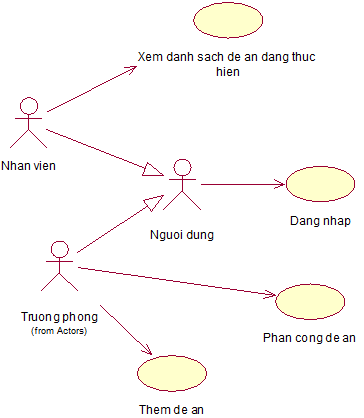 Xem danh sach de an dang thuc
hien
Nhan vien
Nguoi dung
Dang nhap
Truong phong
(from Actors)
Phan cong de an
Them de an